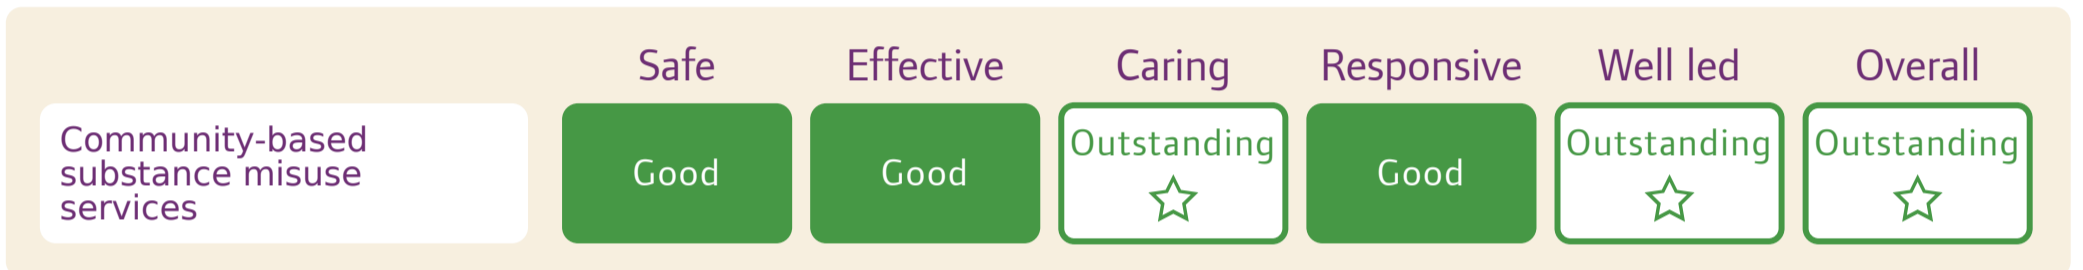 Safe Effective Caring Responsive Well led Overall
Community-based
substance misuse
services
Good Good Outstanding Good Outstanding Outstanding